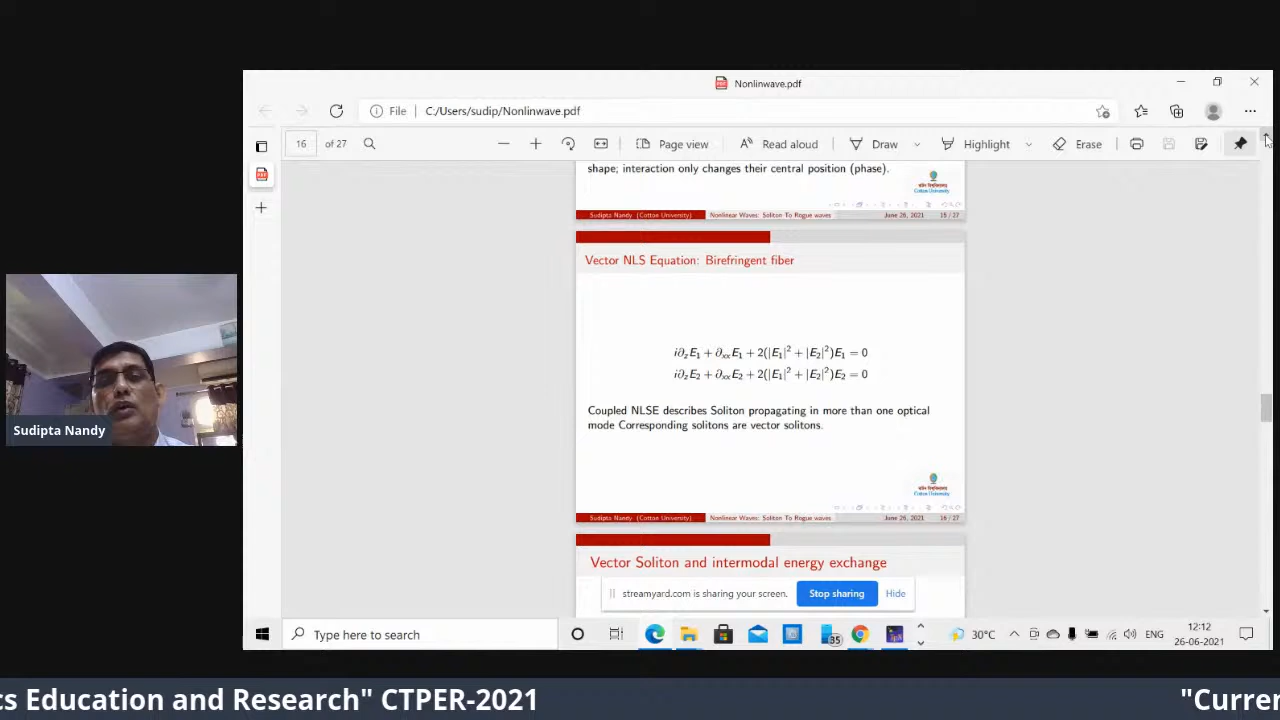 Nonlinwave.pdf
File C:/Users/sudip/Nonlinwave.pdf
16 of 27 Page view Read aloud Draw Highlight Erase
shape; interaction only changes their central position (phase).
Cotton University
Sudipta Nandy (Cotton University) Nonlinear Waves: Soliton To Rogue waves June 26, 2021 15 / 27
Vector NLS Equation: Birefringent fiber
i∂zE1 + ∂xxE1 + 2(|E1|² + |E2|²)E1 = 0
i∂zE2 + ∂xxE2 + 2(|E1|² + |E2|²)E2 = 0
Coupled NLSE describes Soliton propagating in more than one optical
mode Corresponding solitons are vector solitons.
Cotton University
Sudipta Nandy (Cotton University) Nonlinear Waves: Soliton To Rogue waves June 26, 2021 16 / 27
Vector Soliton and intermodal energy exchange
streamyard.com is sharing your screen. Stop sharing Hide
Sudipta Nandy
Type here to search
35
30°C
ENG
12:12
26-06-2021
cs Education and Research" CTPER-2021 "Curren